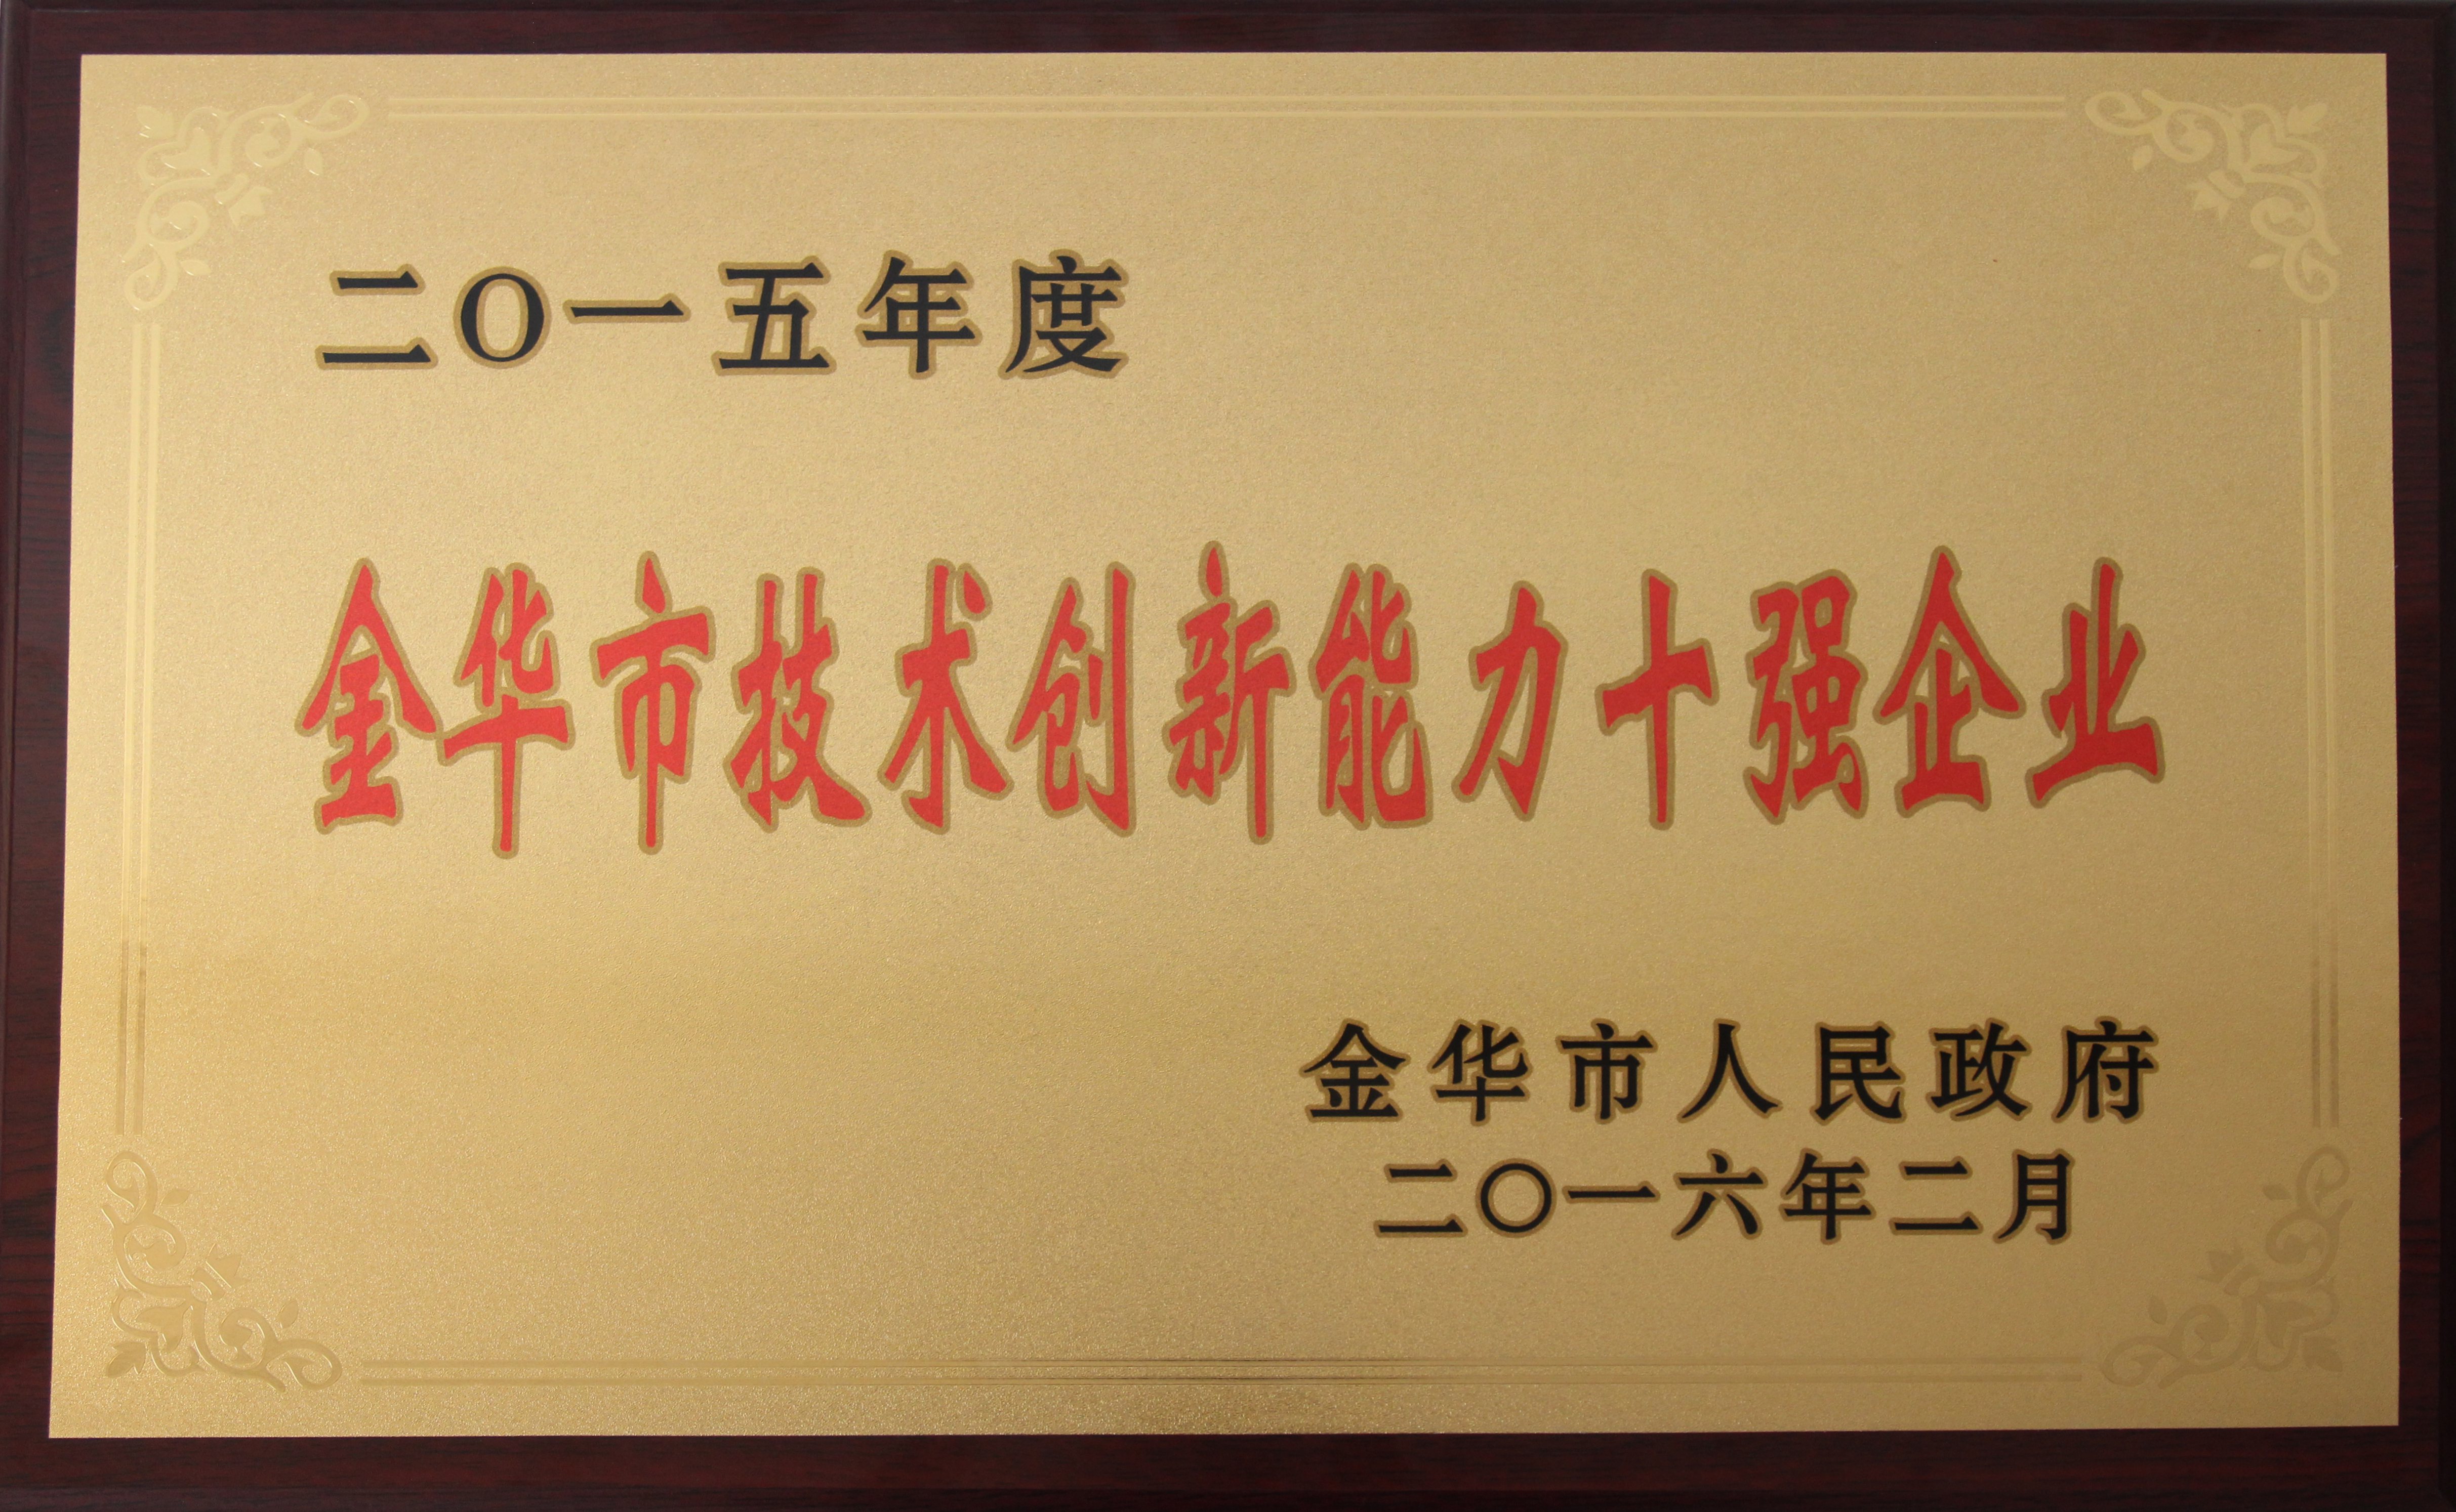 二O一五年度
金华市技术创新能力十强企业
金华市人民政府
二〇一六年二月